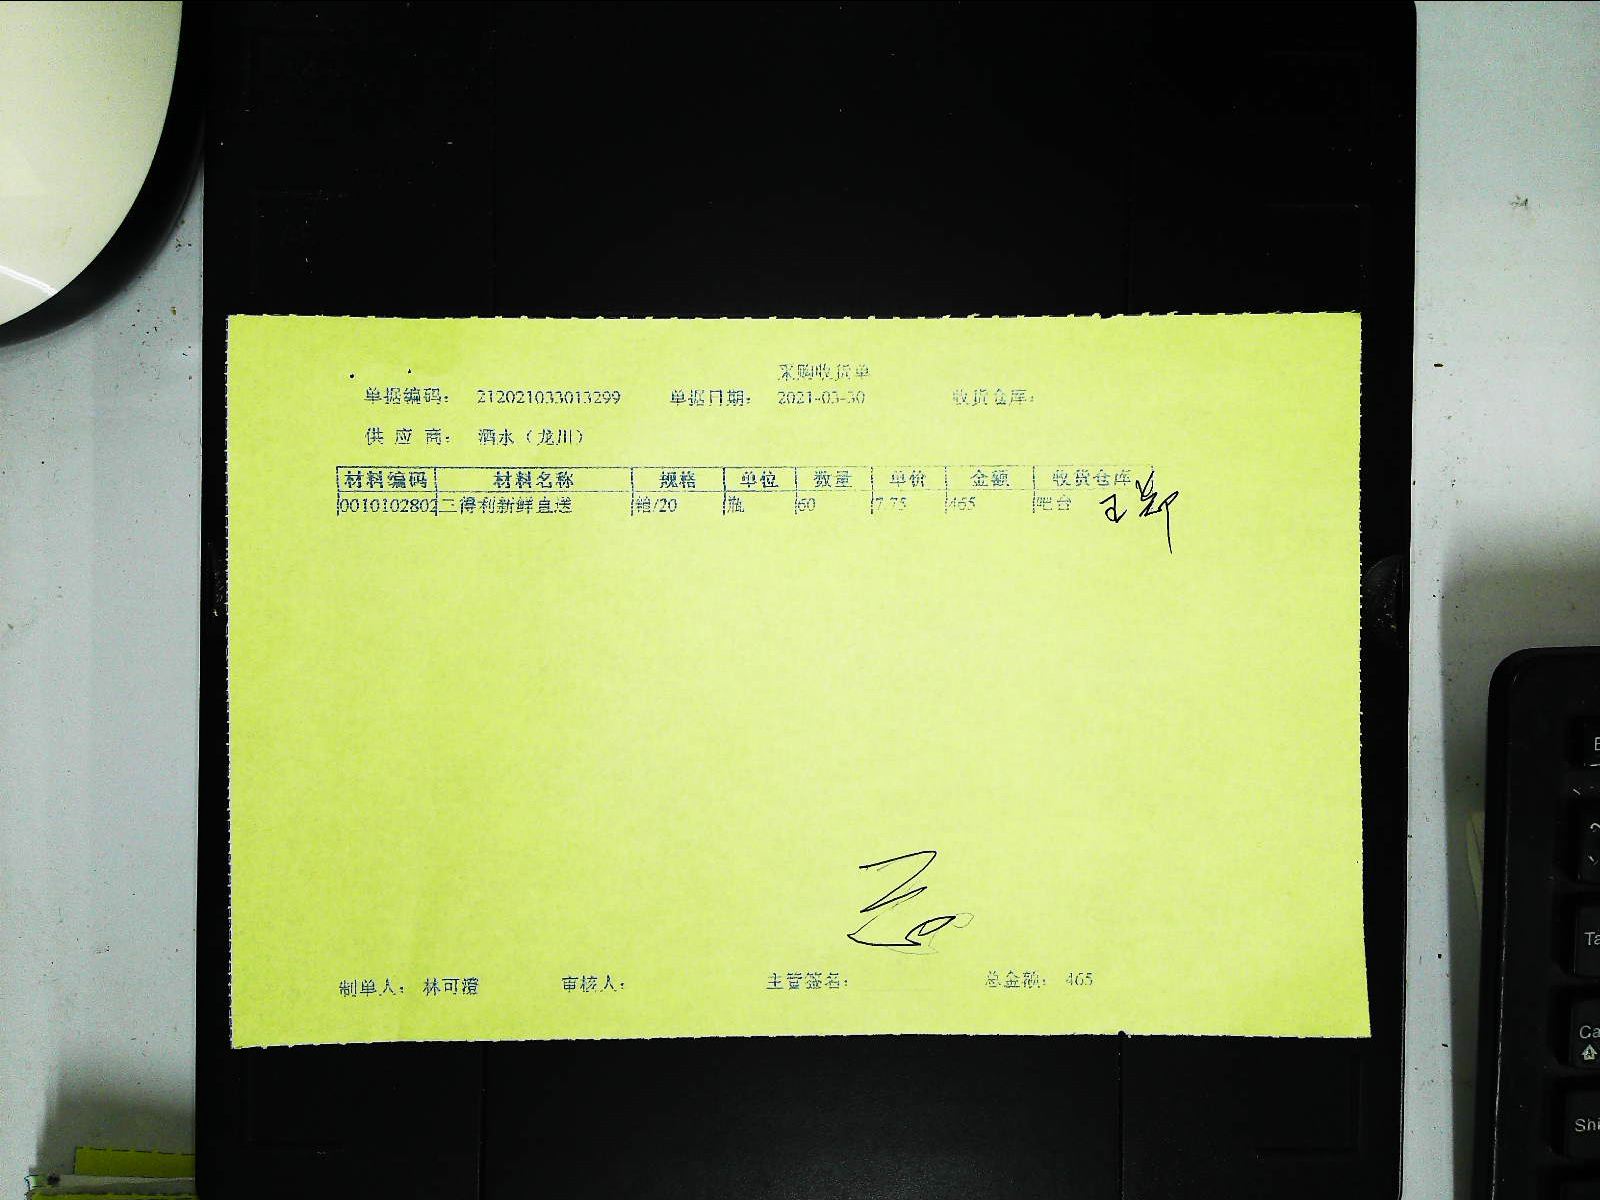 采购收货单
单据编码： 212021033013299 单据日期： 2021-03-30 收货仓库：
供 应 商： 酒水（龙川）
材料编码 材料名称 规格 单位 数量 单价 金额 收货仓库
0010102802 三得利新鲜直送 箱/20 瓶 60 7.75 465 吧台
制单人： 林可澄 审核人： 主管签名： 总金额： 465